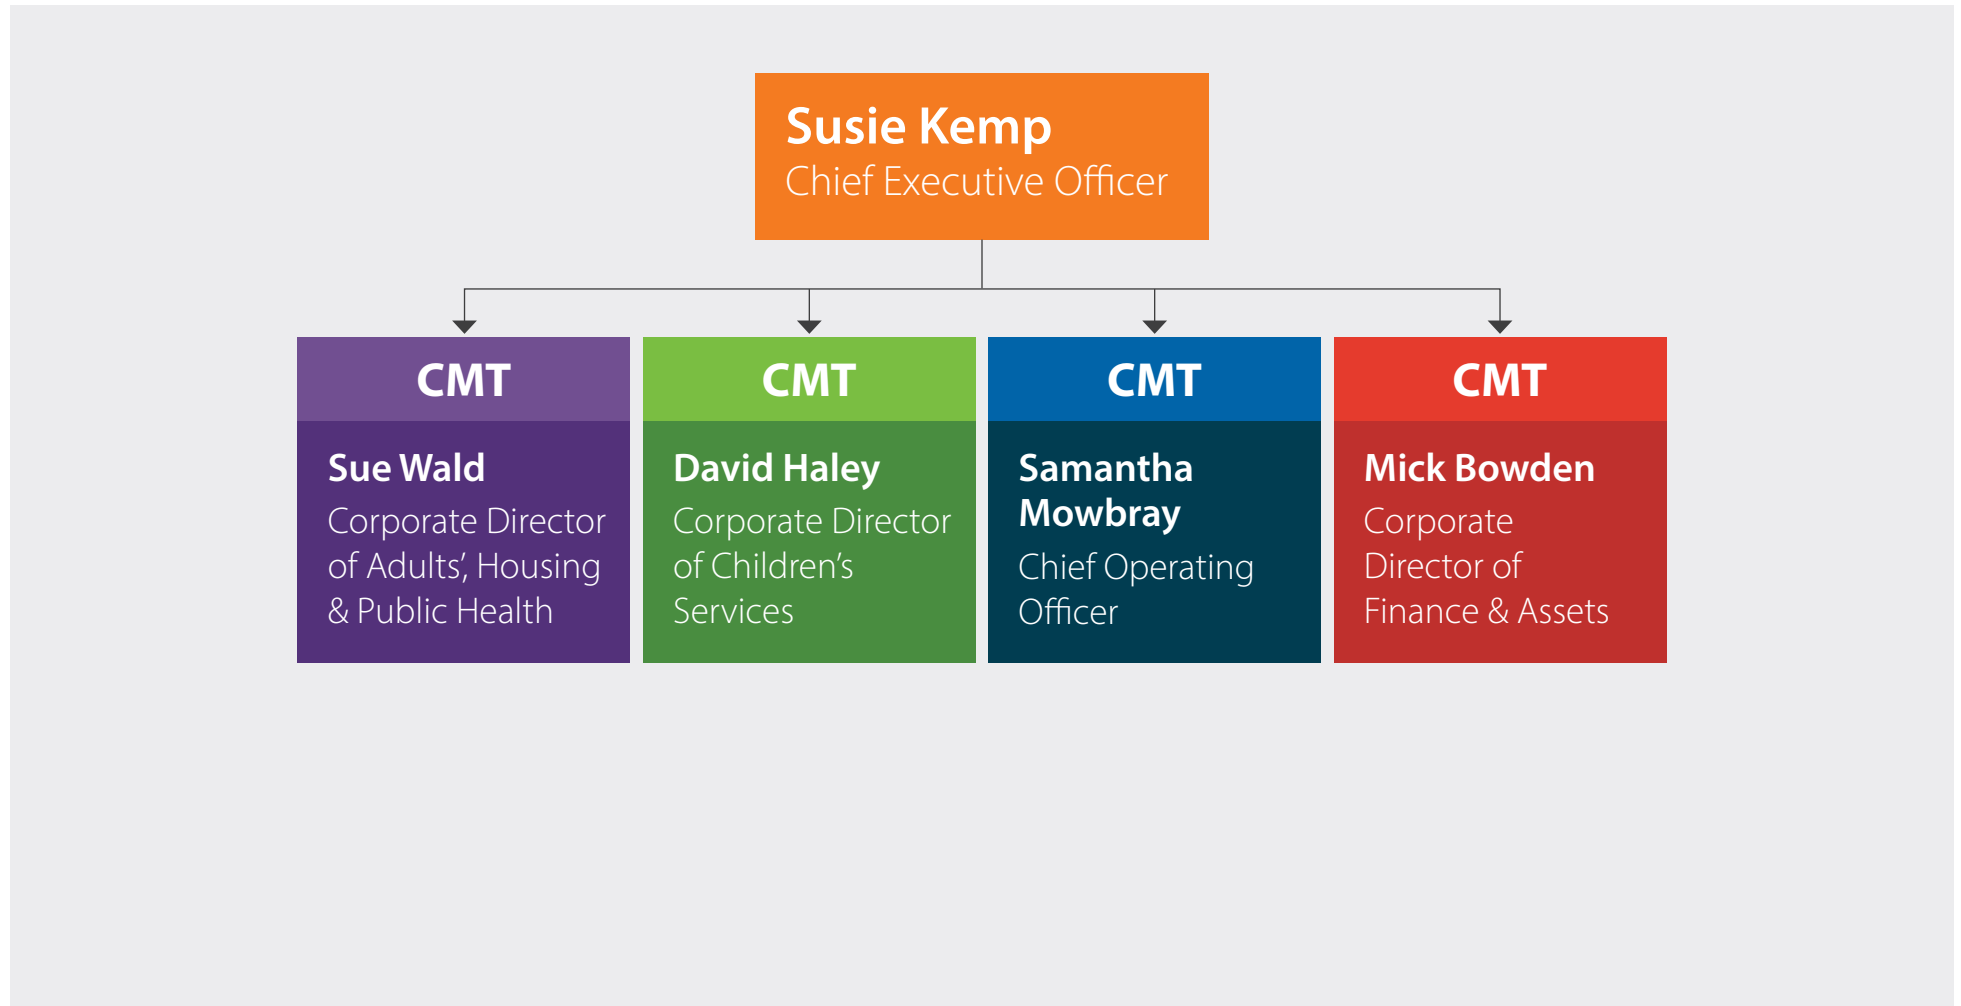 Susie Kemp
Chief Executive Officer
CMT
Sue Wald
Corporate Director
of Adults’, Housing
& Public Health
CMT
David Haley
Corporate Director
of Children’s
Services
CMT
Samantha
Mowbray
Chief Operating
Officer
CMT
Mick Bowden
Corporate
Director of
Finance & Assets